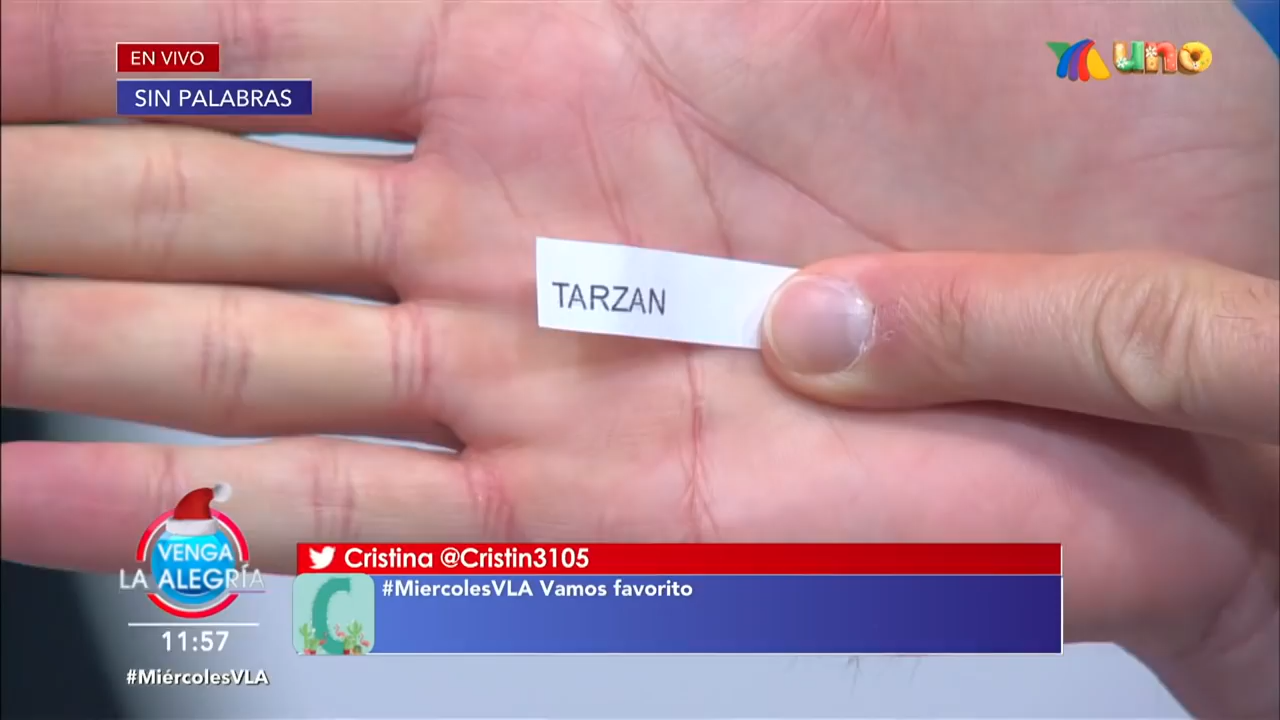 EN VIVO
SIN PALABRAS
uno
TARZAN
VENGA
LA ALEGRÍA
11:57
#MiércolesVLA
Cristina @Cristin3105
C
#MiercolesVLA Vamos favorito